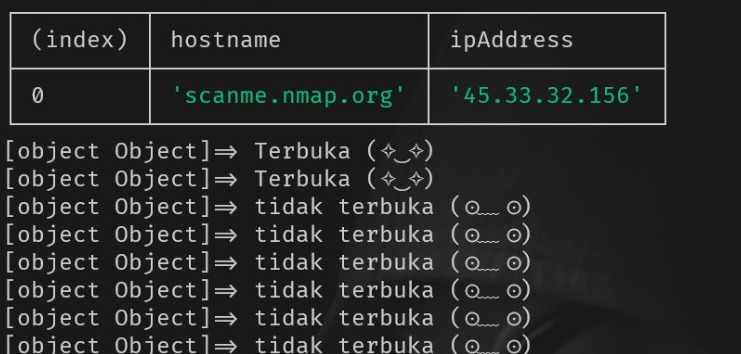 (index) hostname ipAddress
0 'scanme.nmap.org' '45.33.32.156'
[object Object]=> Terbuka (✧‿✧)
[object Object]=> Terbuka (✧‿✧)
[object Object]=> tidak terbuka (⊙﹏⊙)
[object Object]=> tidak terbuka (⊙﹏⊙)
[object Object]=> tidak terbuka (⊙﹏⊙)
[object Object]=> tidak terbuka (⊙﹏⊙)
[object Object]=> tidak terbuka (⊙﹏⊙)
[object Object]=> tidak terbuka (⊙﹏⊙)